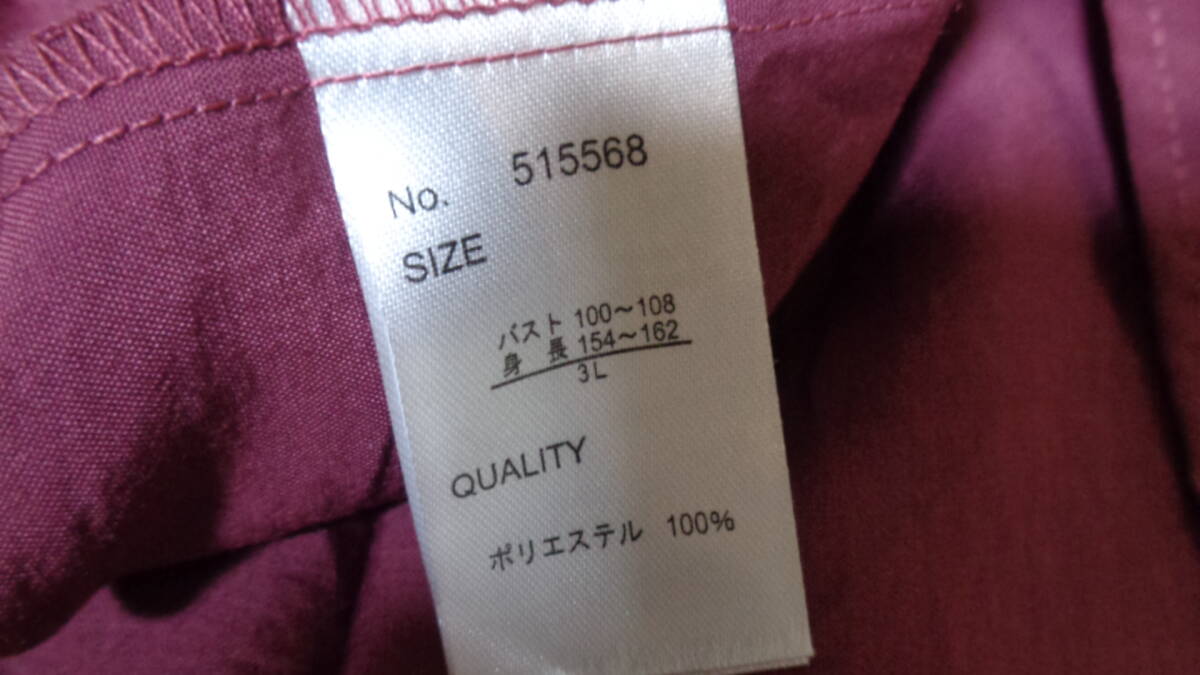 No. 515568
SIZE
バスト 100～108
身 長 154～162
3L
QUALITY
ポリエステル 100%